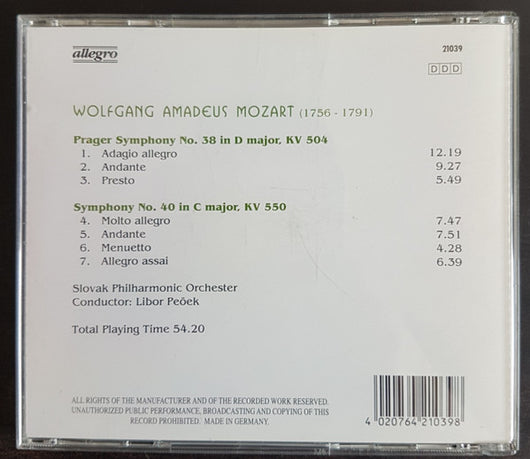 allegro 21039
DDD
WOLFGANG AMADEUS MOZART (1756 - 1791)
Prager Symphony No. 38 in D major, KV 504
1. Adagio allegro 12.19
2. Andante 9.27
3. Presto 5.49
Symphony No. 40 in C major, KV 550
4. Molto allegro 7.47
5. Andante 7.51
6. Menuetto 4.28
7. Allegro assai 6.39
Slovak Philharmonic Orchester
Conductor: Libor Peček
Total Playing Time 54.20
ALL RIGHTS OF THE MANUFACTURER AND OF THE RECORDED WORK RESERVED.
UNAUTHORIZED PUBLIC PERFORMANCE, BROADCASTING AND COPYING OF THIS
RECORD PROHIBITED. MADE IN GERMANY.
4 020764 210398